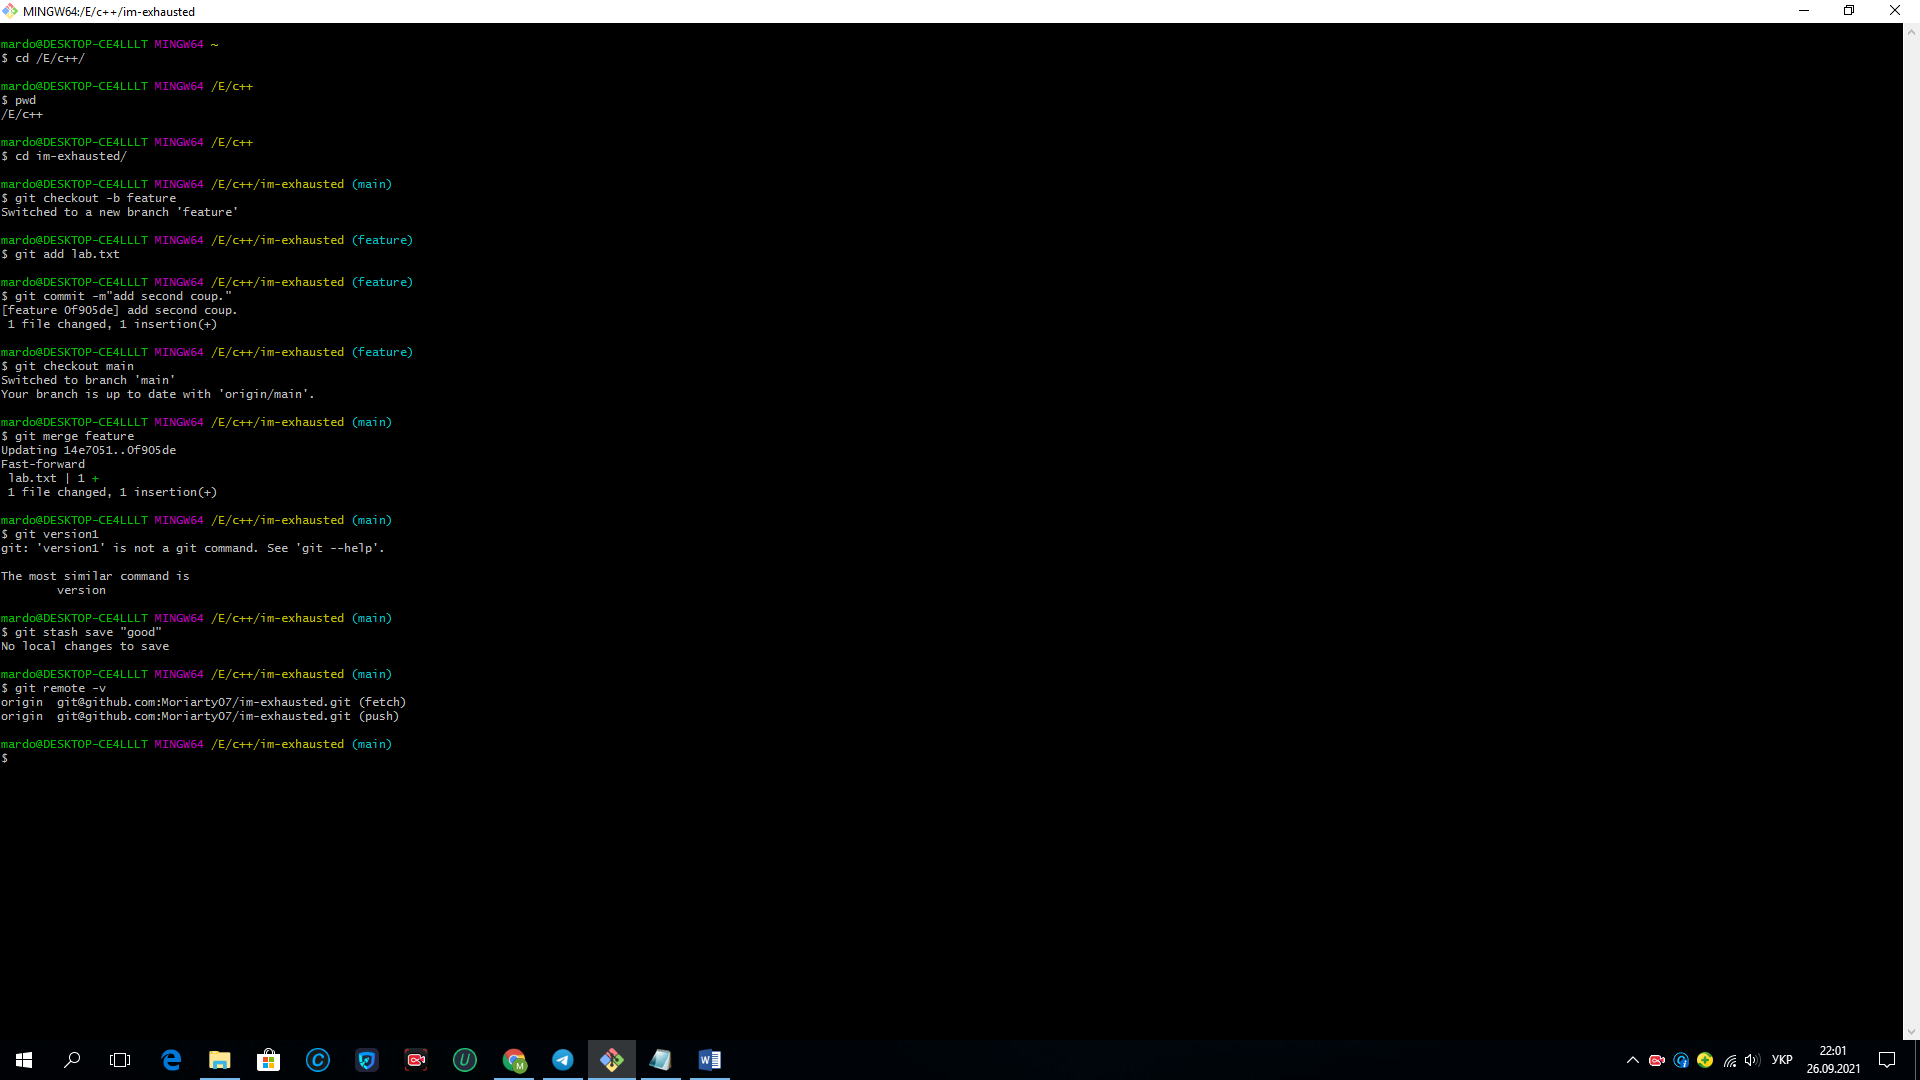 MINGW64:/E/c++/im-exhausted
mardo@DESKTOP-CE4LLLT MINGW64 ~
$ cd /E/c++/
mardo@DESKTOP-CE4LLLT MINGW64 /E/c++
$ pwd
/E/c++
mardo@DESKTOP-CE4LLLT MINGW64 /E/c++
$ cd im-exhausted/
mardo@DESKTOP-CE4LLLT MINGW64 /E/c++/im-exhausted (main)
$ git checkout -b feature
Switched to a new branch 'feature'
mardo@DESKTOP-CE4LLLT MINGW64 /E/c++/im-exhausted (feature)
$ git add lab.txt
mardo@DESKTOP-CE4LLLT MINGW64 /E/c++/im-exhausted (feature)
$ git commit -m"add second coup."
[feature 0f905de] add second coup.
1 file changed, 1 insertion(+)
mardo@DESKTOP-CE4LLLT MINGW64 /E/c++/im-exhausted (feature)
$ git checkout main
Switched to branch 'main'
Your branch is up to date with 'origin/main'.
mardo@DESKTOP-CE4LLLT MINGW64 /E/c++/im-exhausted (main)
$ git merge feature
Updating 14e7051..0f905de
Fast-forward
lab.txt | 1 +
1 file changed, 1 insertion(+)
mardo@DESKTOP-CE4LLLT MINGW64 /E/c++/im-exhausted (main)
$ git version1
git: 'version1' is not a git command. See 'git --help'.
The most similar command is
version
mardo@DESKTOP-CE4LLLT MINGW64 /E/c++/im-exhausted (main)
$ git stash save "good"
No local changes to save
mardo@DESKTOP-CE4LLLT MINGW64 /E/c++/im-exhausted (main)
$ git remote -v
origin  git@github.com:Moriarty07/im-exhausted.git (fetch)
origin  git@github.com:Moriarty07/im-exhausted.git (push)
mardo@DESKTOP-CE4LLLT MINGW64 /E/c++/im-exhausted (main)
$
УКР
22:01
26.09.2021